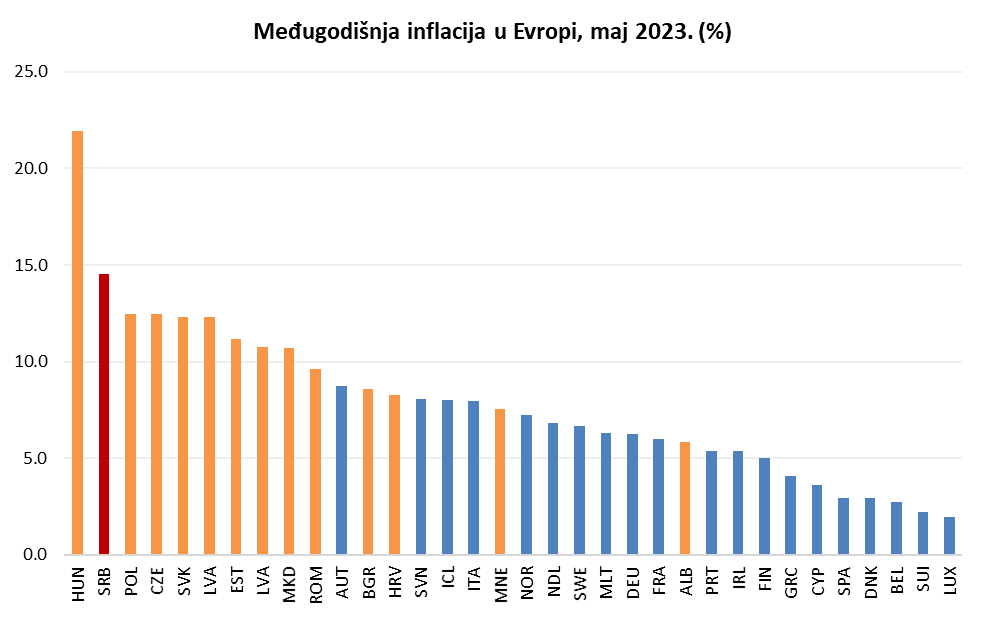 Međugodišnja inflacija u Evropi, maj 2023. (%)
25.0
20.0
15.0
10.0
5.0
0.0
HUN
SRB
POL
CZE
SVK
LVA
EST
LVA
MKD
ROM
AUT
BGR
HRV
SVN
ICL
ITA
MNE
NOR
NDL
SWE
MLT
DEU
FRA
ALB
PRT
IRL
FIN
GRC
CYP
SPA
DNK
BEL
SUI
LUX